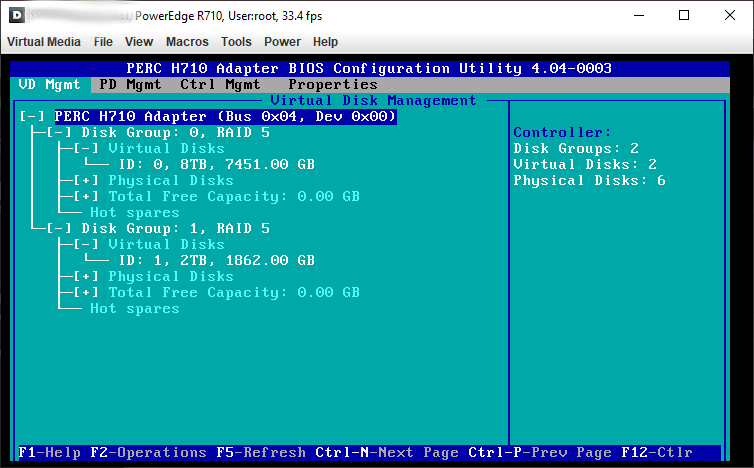 PowerEdge R710, User:root, 33.4 fps
Virtual Media File View Macros Tools Power Help
PERC H710 Adapter BIOS Configuration Utility 4.04-0003
VD Mgmt PD Mgmt Ctrl Mgmt Properties
Virtual Disk Management
[-] PERC H710 Adapter (Bus 0x04, Dev 0x00)
[-] Disk Group: 0, RAID 5
[-] Virtual Disks
ID: 0, 8TB, 7451.00 GB
[+] Physical Disks
[+] Total Free Capacity: 0.00 GB
Hot spares
[-] Disk Group: 1, RAID 5
[-] Virtual Disks
ID: 1, 2TB, 1862.00 GB
[+] Physical Disks
[+] Total Free Capacity: 0.00 GB
Hot spares
Controller:
Disk Groups: 2
Virtual Disks: 2
Physical Disks: 6
F1-Help F2-Operations F5-Refresh Ctrl-N-Next Page Ctrl-P-Prev Page F12-Ctlr